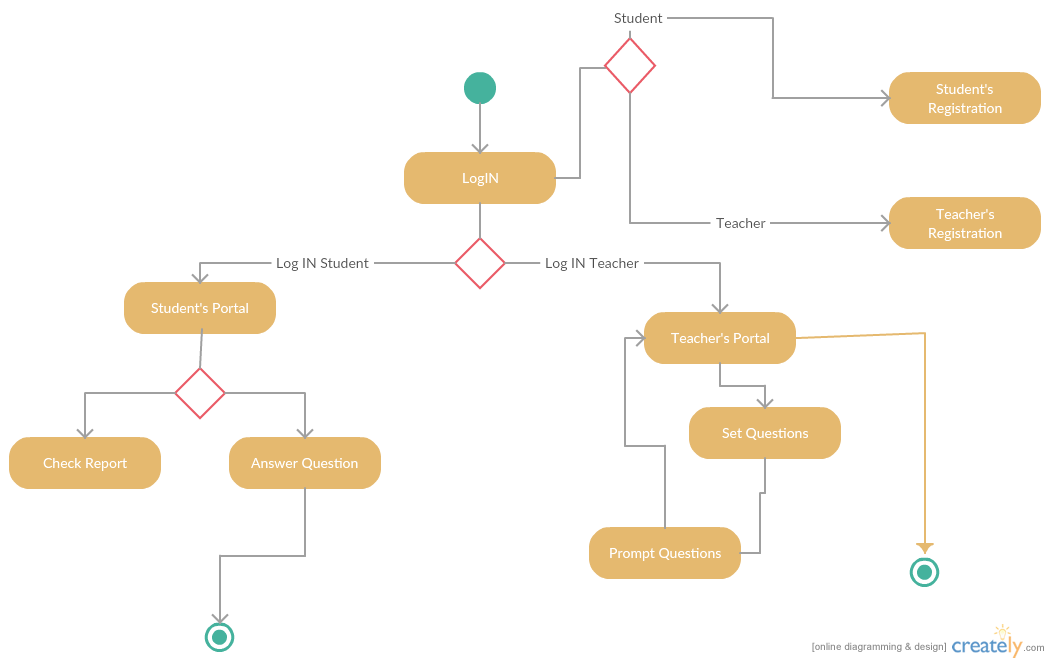 Student
Student's
Registration
LogIN
Teacher's
Registration
Teacher
Log IN Student
Log IN Teacher
Student's Portal
Teacher's Portal
Set Questions
Check Report
Answer Question
Prompt Questions
[online diagramming & design] creately.com